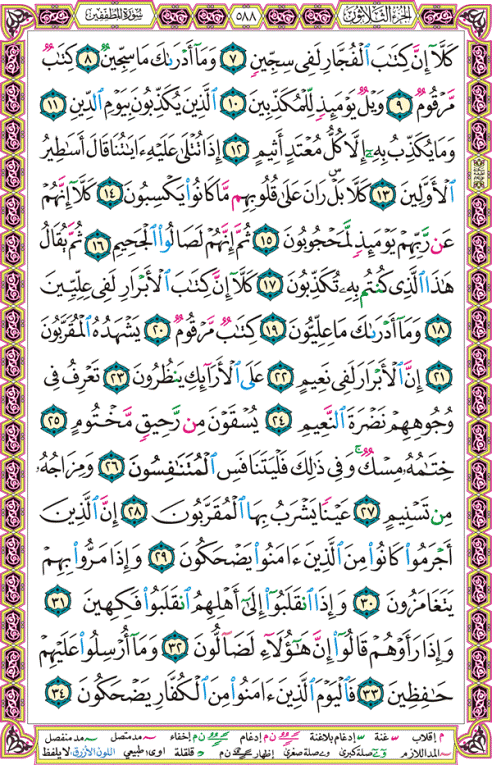 الجزء الثلاثون ٥٨٨ سورة المطففين
كَلَّآ إِنَّ كِتَٰبَ ٱلْفُجَّارِ لَفِى سِجِّينٍ ٧ وَمَآ أَدْرَىٰكَ مَا سِجِّينٌ ٨ كِتَٰبٌ
مَّرْقُومٌ ٩ وَيْلٌ يَوْمَئِذٍ لِّلْمُكَذِّبِينَ ١٠ ٱلَّذِينَ يُكَذِّبُونَ بِيَوْمِ ٱلدِّينِ ١١
وَمَا يُكَذِّبُ بِهِۦٓ إِلَّا كُلُّ مُعْتَدٍ أَثِيمٍ ١٢ إِذَا تُتْلَىٰ عَلَيْهِ ءَايَٰتُنَا قَالَ أَسَٰطِيرُ
ٱلْأَوَّلِينَ ١٣ كَلَّا بَلْ رَانَ عَلَىٰ قُلُوبِهِم مَّا كَانُوا۟ يَكْسِبُونَ ١٤ كَلَّآ إِنَّهُمْ
عَن رَّبِّهِمْ يَوْمَئِذٍ لَّمَحْجُوبُونَ ١٥ ثُمَّ إِنَّهُمْ لَصَالُوا۟ ٱلْجَحِيمِ ١٦ ثُمَّ يُقَالُ
هَٰذَا ٱلَّذِى كُنتُم بِهِۦ تُكَذِّبُونَ ١٧ كَلَّآ إِنَّ كِتَٰبَ ٱلْأَبْرَارِ لَفِى عِلِّيِّينَ
١٨ وَمَآ أَدْرَىٰكَ مَا عِلِّيُّونَ ١٩ كِتَٰبٌ مَّرْقُومٌ ٢٠ يَشْهَدُهُ ٱلْمُقَرَّبُونَ
٢١ إِنَّ ٱلْأَبْرَارَ لَفِى نَعِيمٍ ٢٢ عَلَى ٱلْأَرَآئِكِ يَنظُرُونَ ٢٣ تَعْرِفُ فِى
وُجُوهِهِمْ نَضْرَةَ ٱلنَّعِيمِ ٢٤ يُسْقَوْنَ مِن رَّحِيقٍ مَّخْتُومٍ ٢٥
خِتَٰمُهُۥ مِسْكٌ وَفِى ذَٰلِكَ فَلْيَتَنَافَسِ ٱلْمُتَنَٰفِسُونَ ٢٦ وَمِزَاجُهُۥ
مِن تَسْنِيمٍ ٢٧ عَيْنًا يَشْرَبُ بِهَا ٱلْمُقَرَّبُونَ ٢٨ إِنَّ ٱلَّذِينَ
أَجْرَمُوا۟ كَانُوا۟ مِنَ ٱلَّذِينَ ءَامَنُوا۟ يَضْحَكُونَ ٢٩ وَإِذَا مَرُّوا۟ بِهِمْ
يَتَغَامَزُونَ ٣٠ وَإِذَا ٱنقَلَبُوٓا۟ إِلَىٰٓ أَهْلِهِمُ ٱنقَلَبُوا۟ فَكِهِينَ ٣١
وَإِذَا رَأَوْهُمْ قَالُوٓا۟ إِنَّ هَٰٓؤُلَآءِ لَضَآلُّونَ ٣٢ وَمَآ أُرْسِلُوا۟ عَلَيْهِمْ
حَٰفِظِينَ ٣٣ فَٱلْيَوْمَ ٱلَّذِينَ ءَامَنُوا۟ مِنَ ٱلْكُفَّارِ يَضْحَكُونَ ٣٤
م إقلاب غنة إدغام بلاغنة ن م إدغام ن م إخفاء مد متصل مد منفصل
المد اللازم صلة كبرى وصلة صغرى إظهار ن م قلقلة اوى: طبيعي اللون الأزرق: لا يلفظ